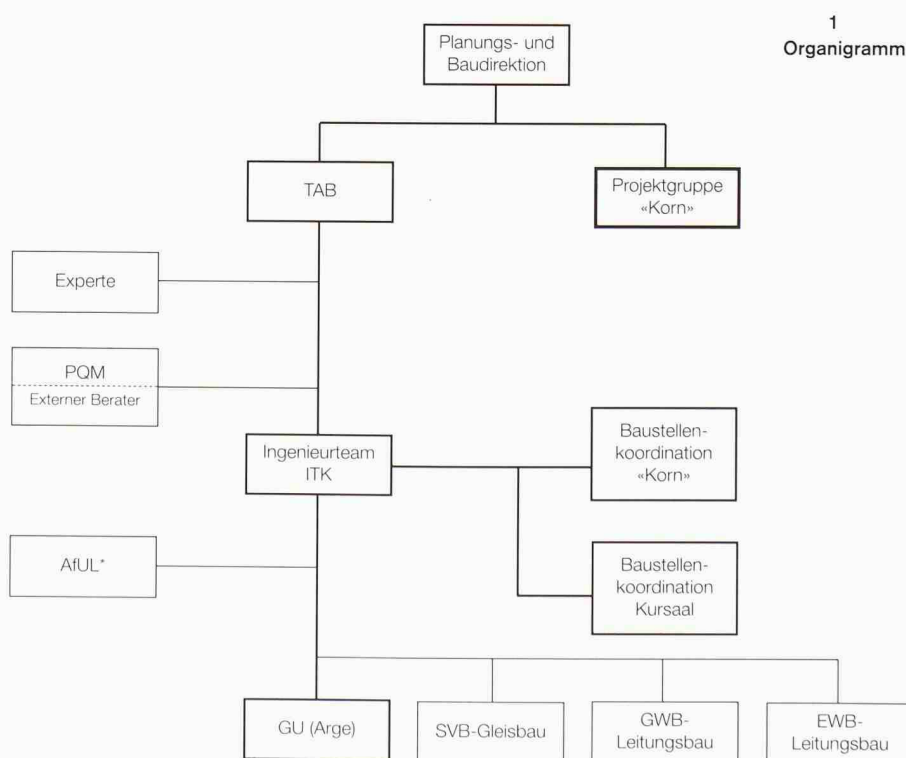 1
Organigramm
Planungs- und
Baudirektion
TAB
Projektgruppe
«Korn»
Experte
PQM
Externer Berater
Ingenieurteam
ITK
Baustellen-
koordination
«Korn»
AfUL*
Baustellen-
koordination
Kursaal
GU (Arge)
SVB-Gleisbau
GWB-
Leitungsbau
EWB-
Leitungsbau